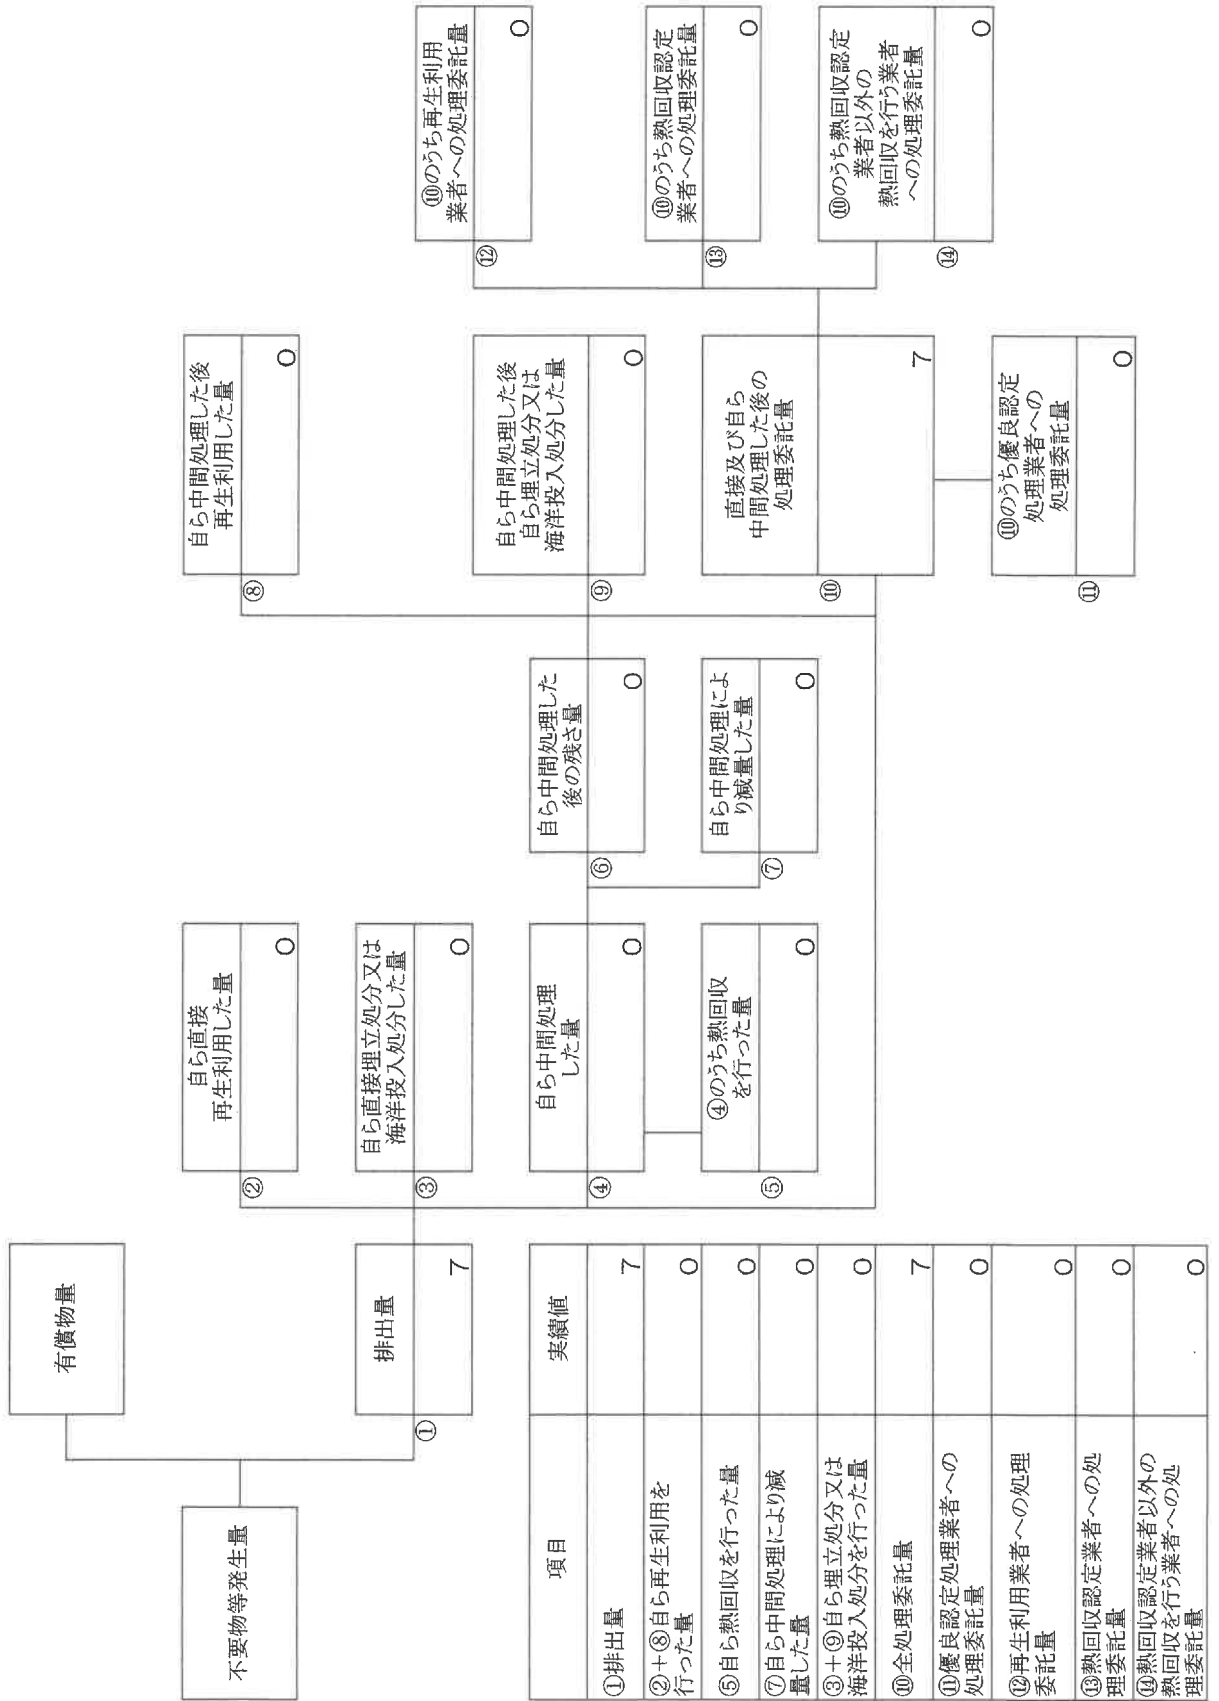 不要物等発生量
有償物量
①
排出量
7
②
自ら直接
再生利用した量
0
③
自ら直接埋立処分又は
海洋投入処分した量
0
④
自ら中間処理
した量
0
⑤
④のうち熱回収
を行った量
0
⑥
自ら中間処理した
後の残さ量
0
⑦
自ら中間処理によ
り減量した量
0
⑧
自ら中間処理した後
再生利用した量
0
⑨
自ら中間処理した後
自ら埋立処分又は
海洋投入処分した量
0
⑩
直接及び自ら
中間処理した後の
処理委託量
7
⑪
⑩のうち優良認定
処理業者への
処理委託量
0
⑫
⑩のうち再生利用
業者への処理委託量
0
⑬
⑩のうち熱回収認定
業者への処理委託量
0
⑭
⑩のうち熱回収認定
業者以外の
熱回収を行う業者
への処理委託量
0
項目 実績値
①排出量 7
②+⑧自ら再生利用を
行った量 0
⑤自ら熱回収を行った量 0
⑦自ら中間処理により減
量した量 0
③+⑨自ら埋立処分又は
海洋投入処分を行った量 0
⑩全処理委託量 7
⑪優良認定処理業者への
処理委託量 0
⑫再生利用業者への処理
委託量 0
⑬熱回収認定業者への処
理委託量 0
⑭熱回収認定業者以外の
熱回収を行う業者への処
理委託量 0